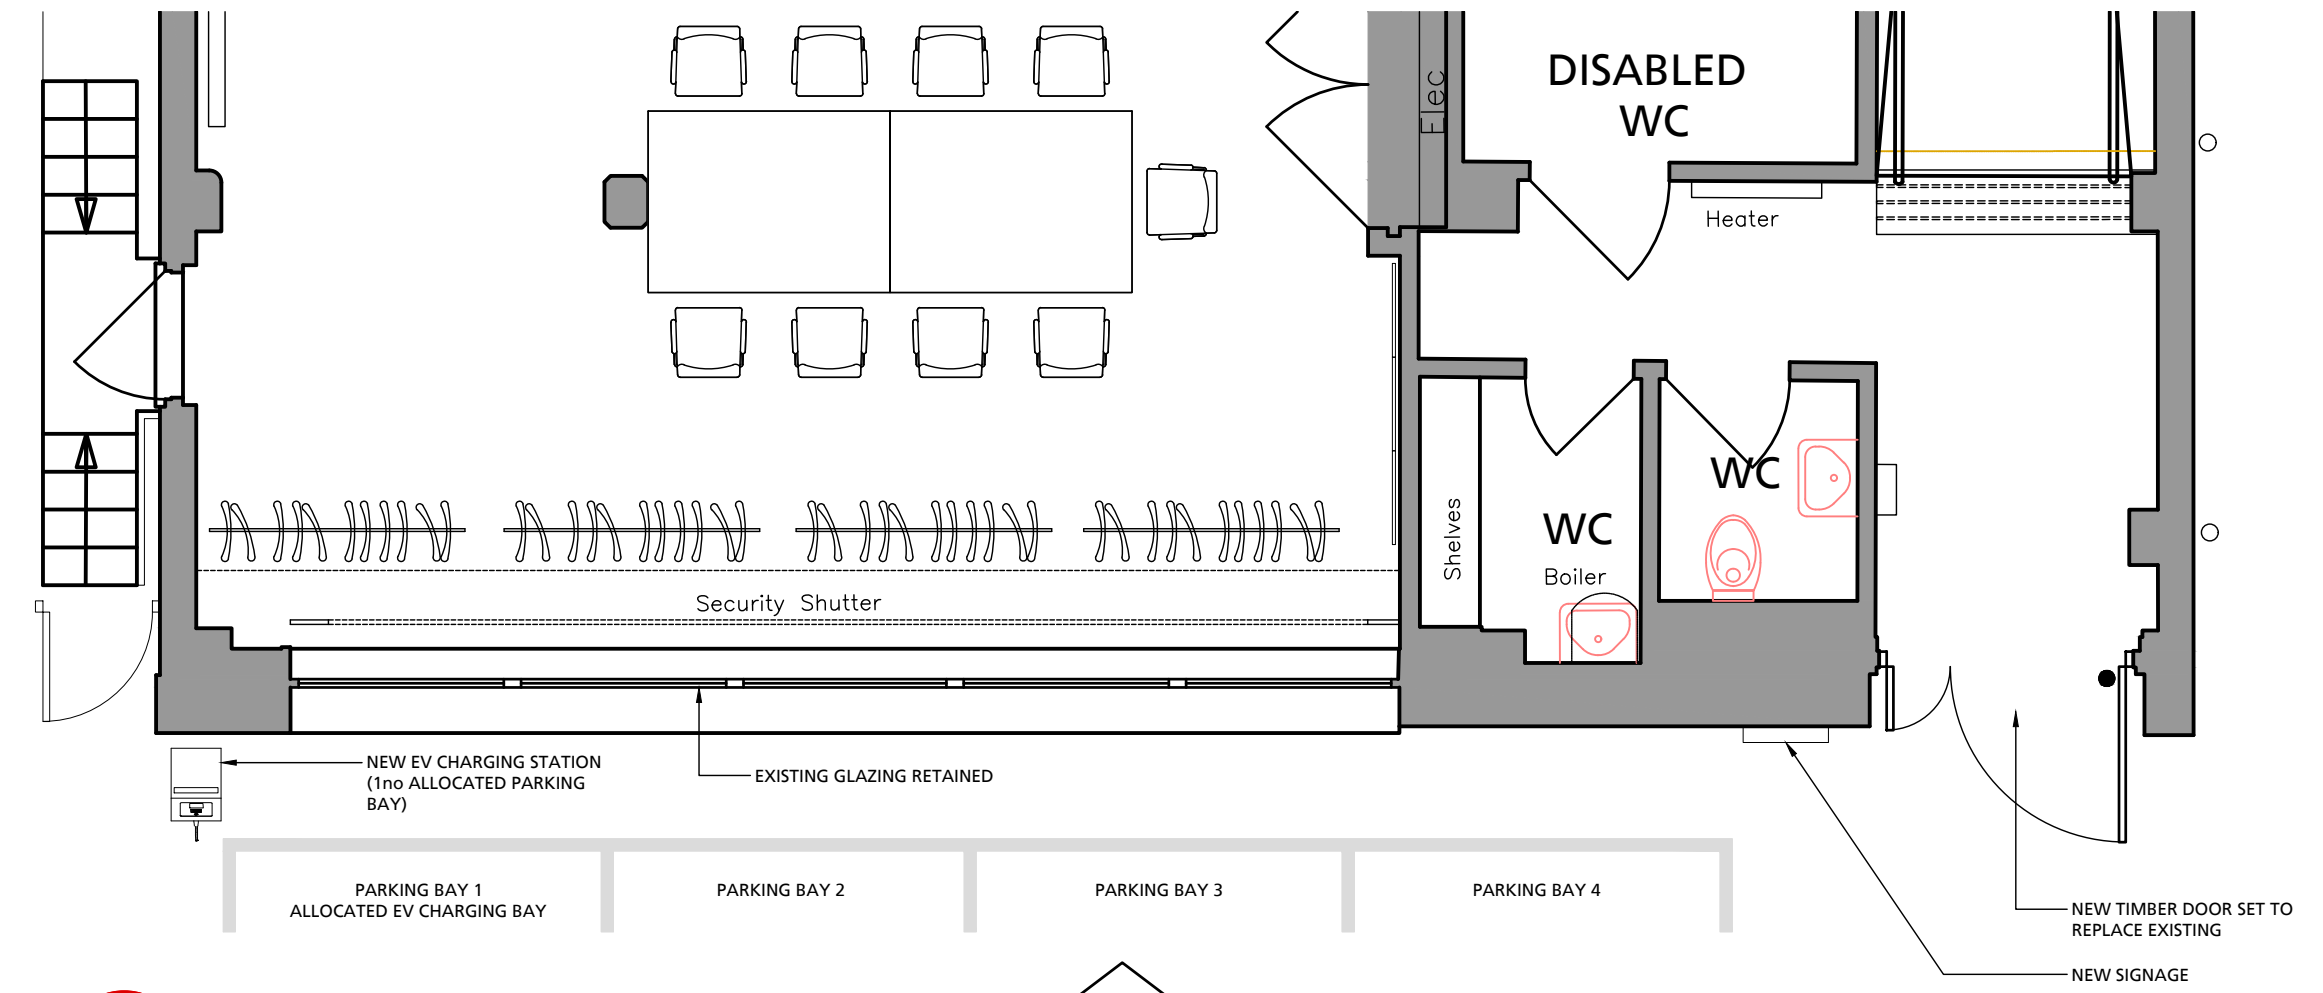 DISABLED
WC
Elec
Heater
WC
WC
Shelves
Boiler
Security Shutter
NEW EV CHARGING STATION
(1no ALLOCATED PARKING
BAY)
EXISTING GLAZING RETAINED
PARKING BAY 1
ALLOCATED EV CHARGING BAY
PARKING BAY 2
PARKING BAY 3
PARKING BAY 4
NEW TIMBER DOOR SET TO
REPLACE EXISTING
NEW SIGNAGE